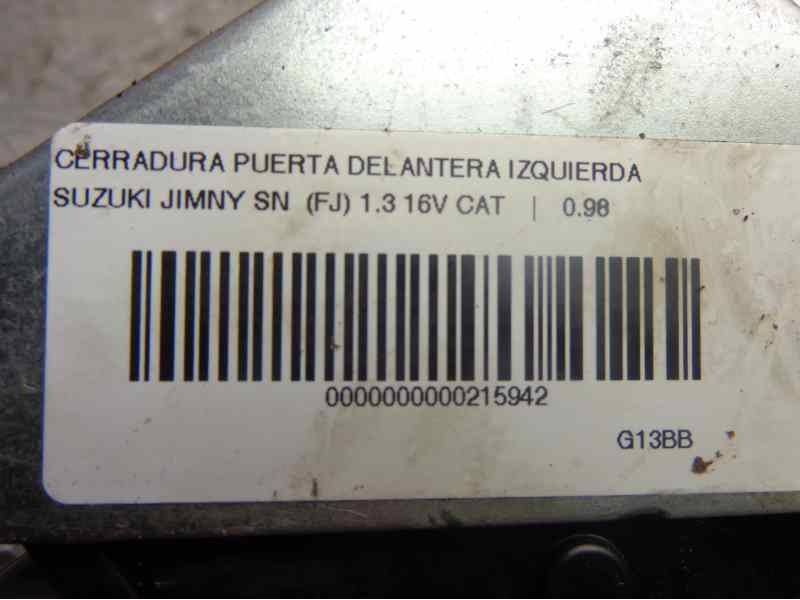 CERRADURA PUERTA DELANTERA IZQUIERDA
SUZUKI JIMNY SN (FJ) 1.3 16V CAT | 0.98
0000000000215942
G13BB